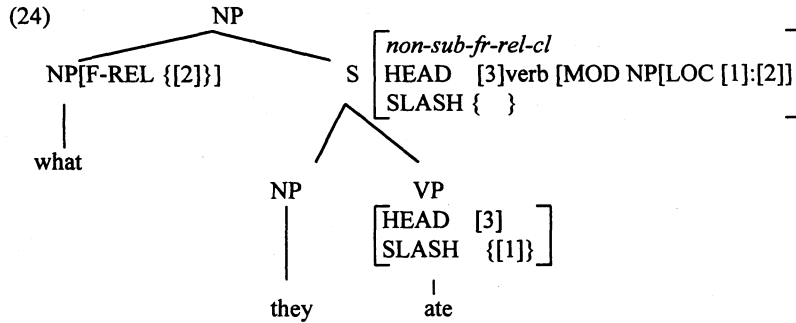 (24) NP
non-sub-fr-rel-cl
NP[F-REL {[2]}] S HEAD [3]verb [MOD NP[LOC [1]:[2]]
SLASH { }
what
NP VP
HEAD [3]
SLASH {[1]}
they ate